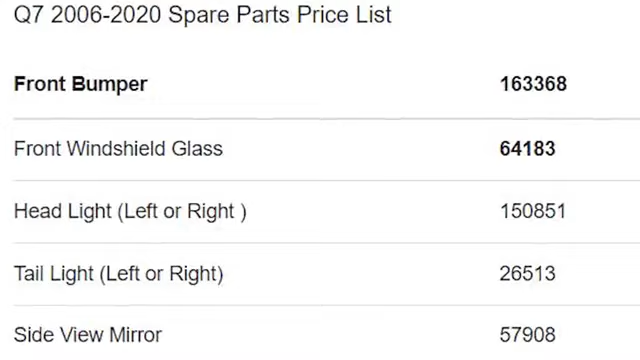 Q7 2006-2020 Spare Parts Price List
Front Bumper 163368
Front Windshield Glass 64183
Head Light (Left or Right ) 150851
Tail Light (Left or Right) 26513
Side View Mirror 57908